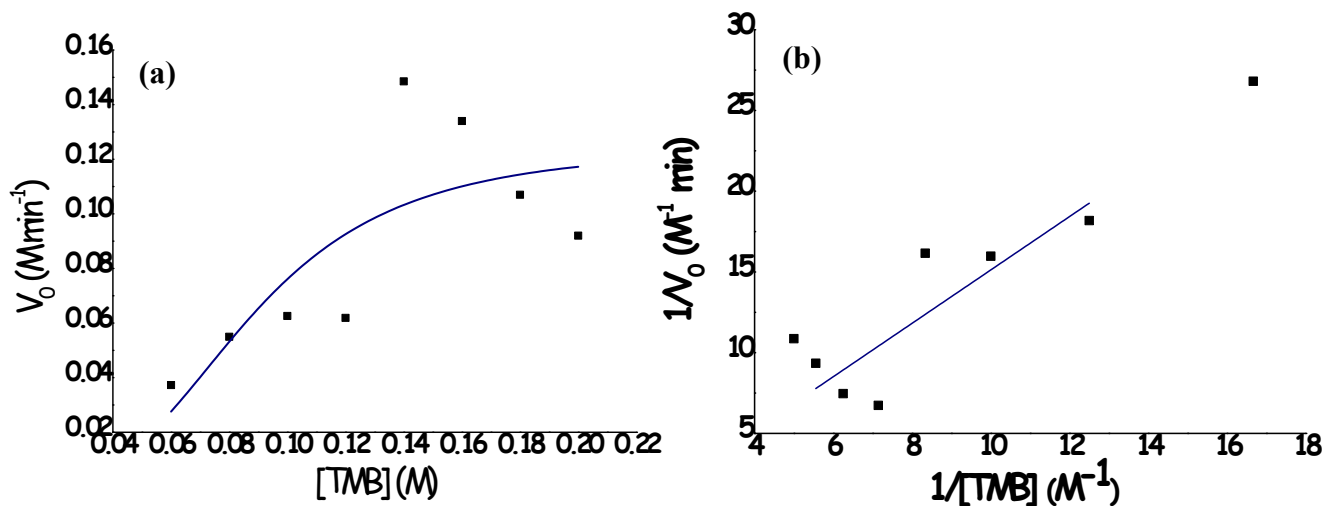 (a)
0.16
0.14
0.12
0.10
0.08
0.06
0.04
0.02
V₀ (Mmin⁻¹)
0.04 0.06 0.08 0.10 0.12 0.14 0.16 0.18 0.20 0.22
[TMB] (M)
(b)
30
25
20
15
10
5
1/V₀ (M⁻¹ min)
4 6 8 10 12 14 16 18
1/[TMB] (M⁻¹)